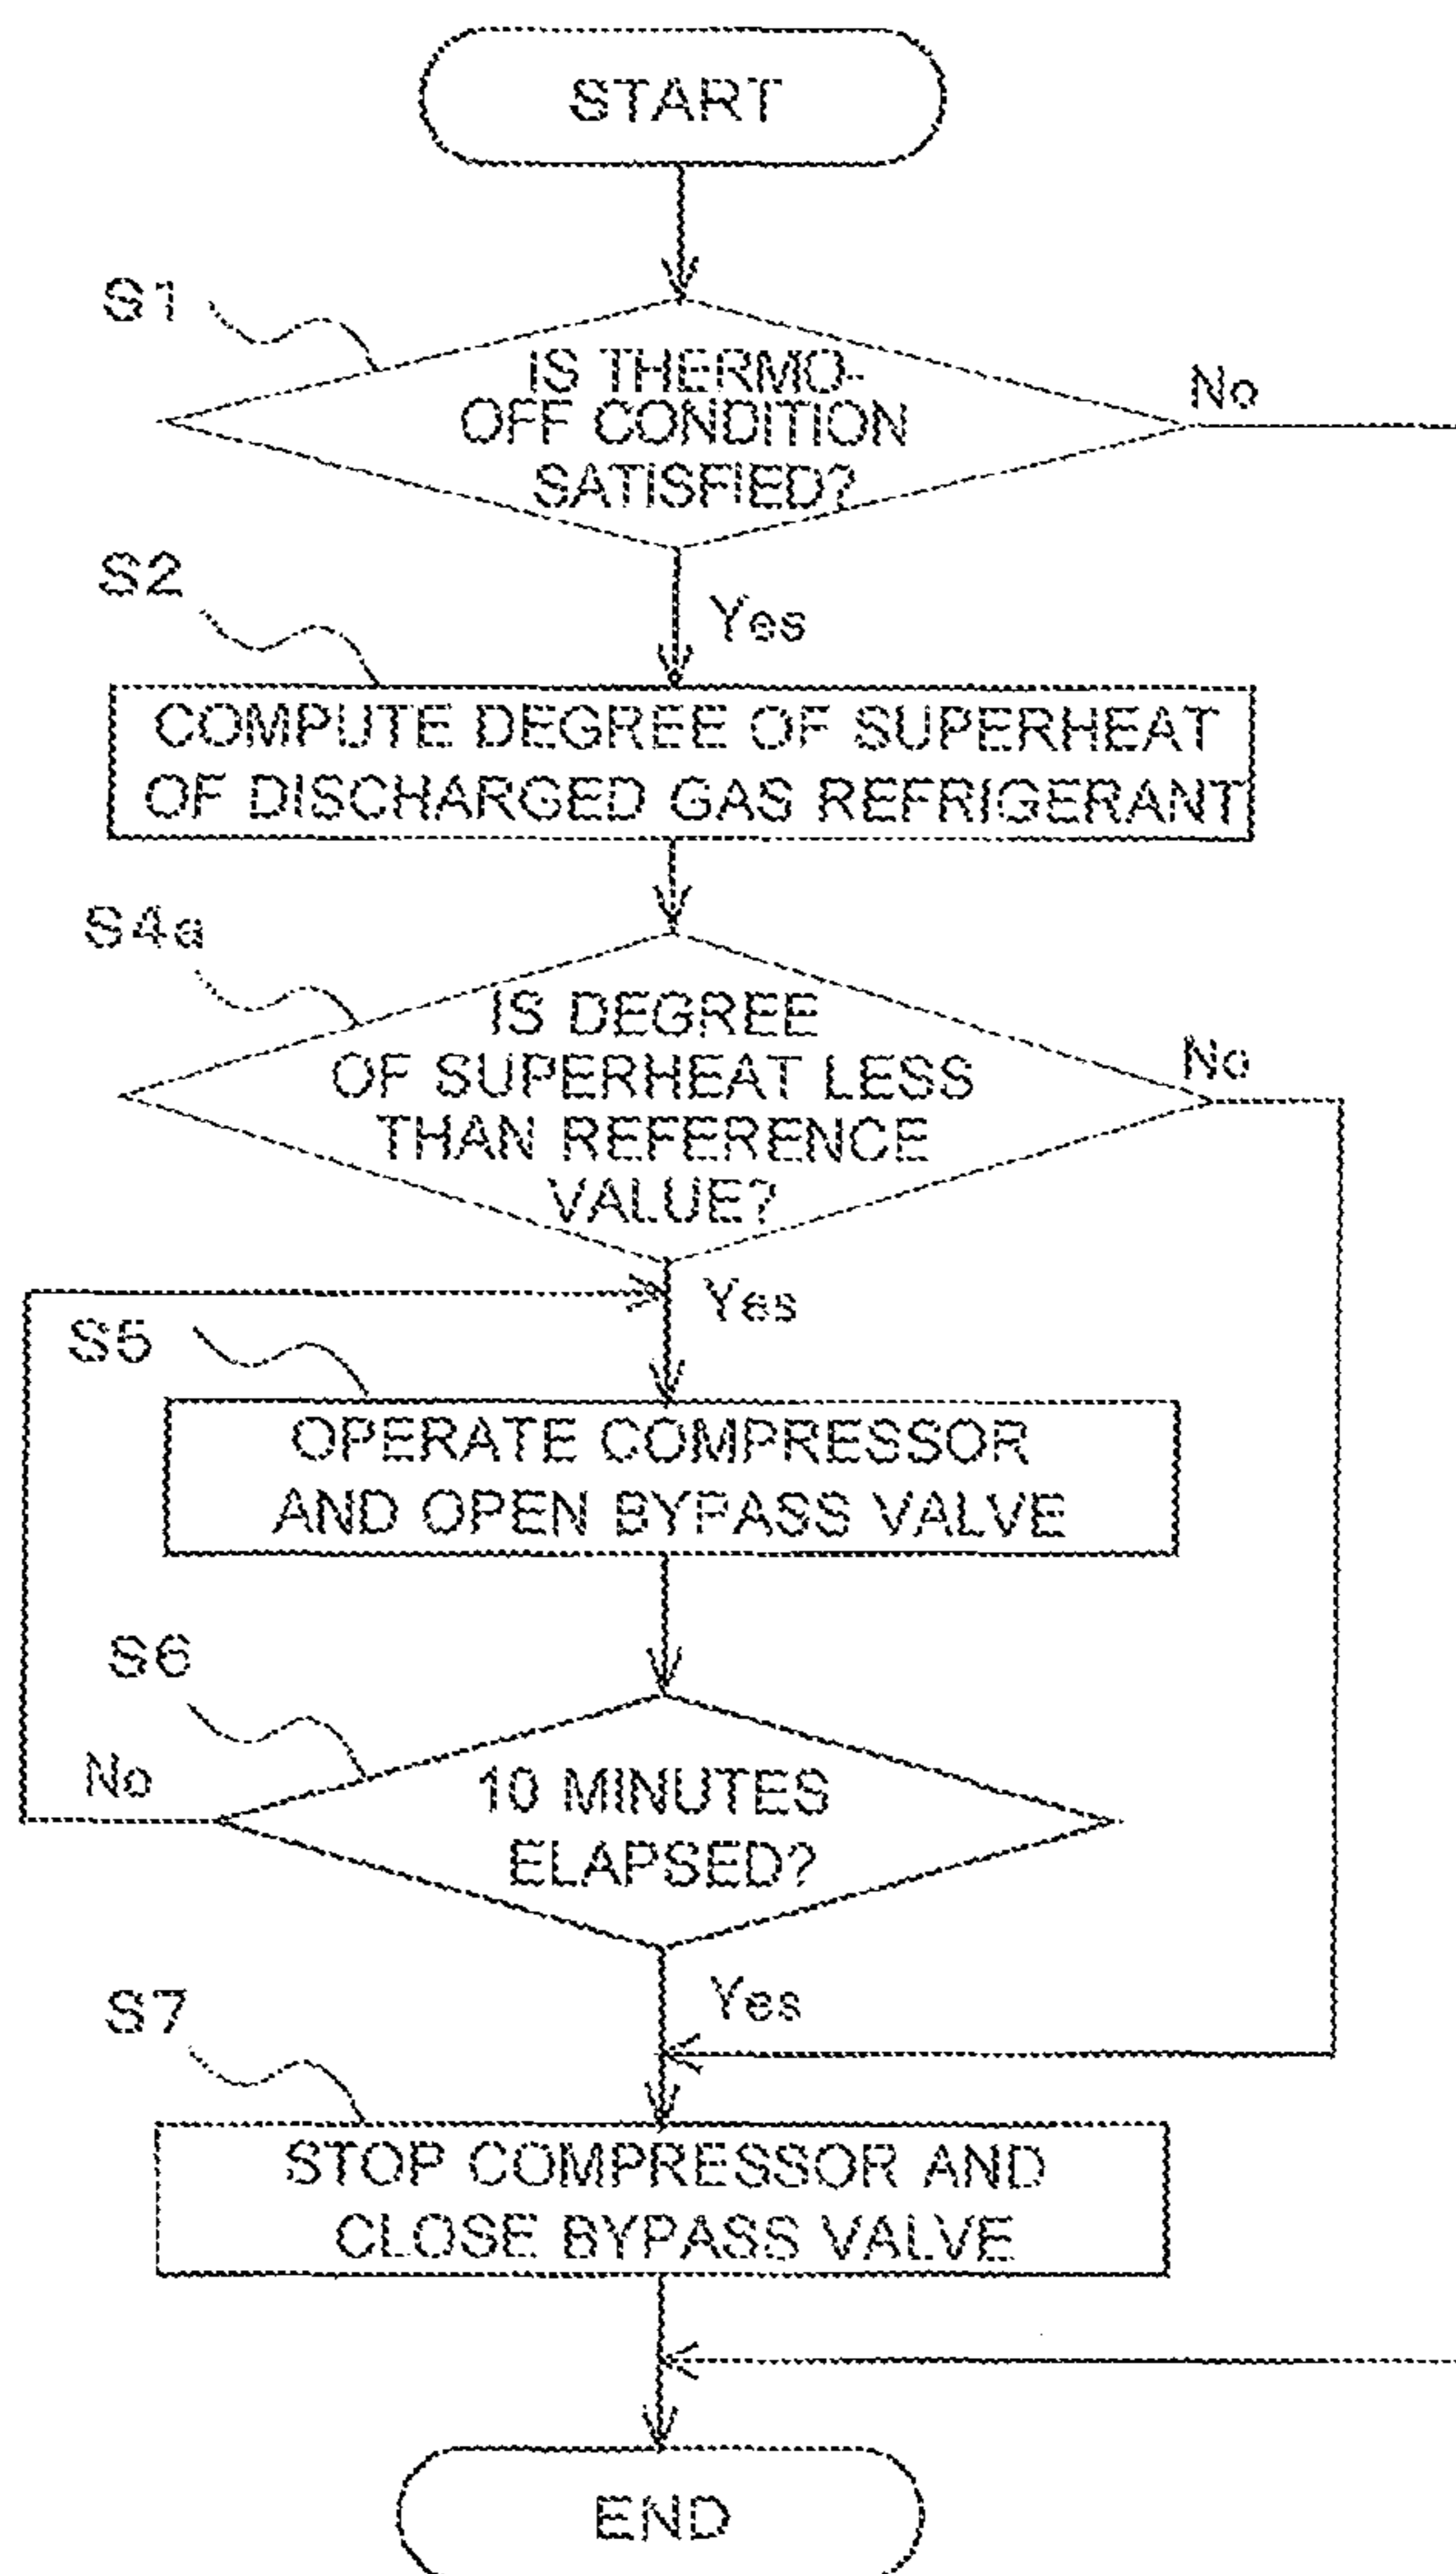 START
S1
IS THERMO-
OFF CONDITION
SATISFIED?
No
S2
Yes
COMPUTE DEGREE OF SUPERHEAT
OF DISCHARGED GAS REFRIGERANT
S4a
IS DEGREE
OF SUPERHEAT LESS
THAN REFERENCE
VALUE?
No
Yes
S5
OPERATE COMPRESSOR
AND OPEN BYPASS VALVE
S6
No
10 MINUTES
ELAPSED?
Yes
S7
STOP COMPRESSOR AND
CLOSE BYPASS VALVE
END